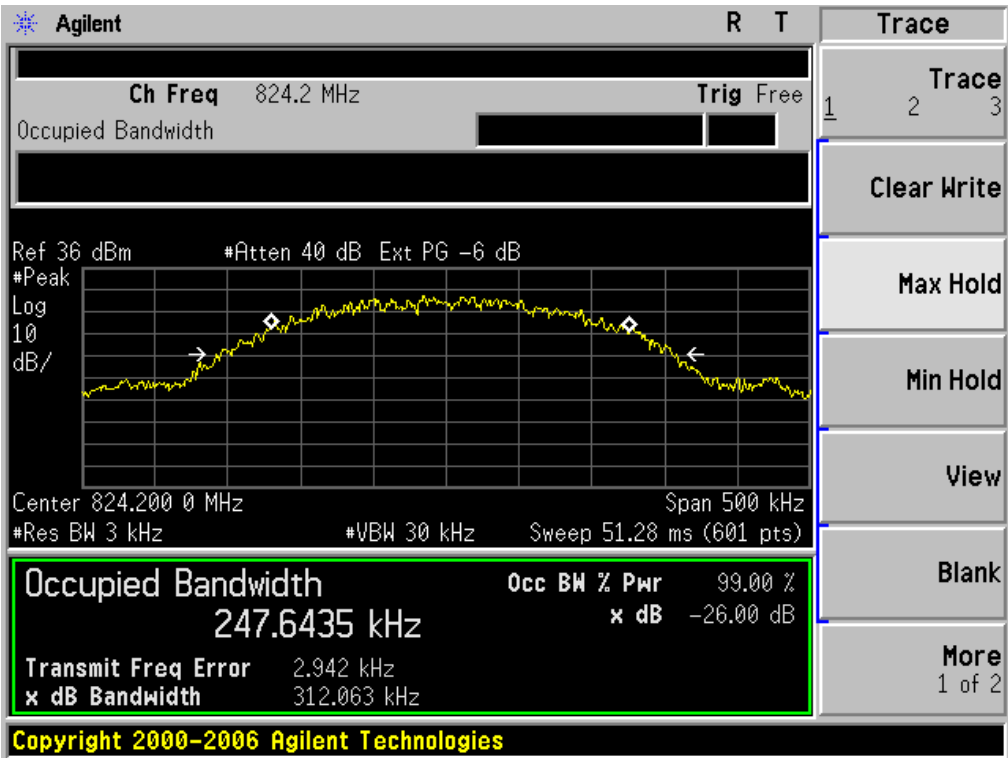 Agilent R T Trace
Ch Freq 824.2 MHz Trig Free
Occupied Bandwidth
Trace
1 2 3
Clear Write
Ref 36 dBm #Atten 40 dB Ext PG -6 dB
#Peak
Log
10
dB/
Max Hold
Min Hold
Center 824.200 0 MHz Span 500 kHz
#Res BW 3 kHz #VBW 30 kHz Sweep 51.28 ms (601 pts)
View
Occupied Bandwidth Occ BW % Pwr 99.00 %
247.6435 kHz x dB -26.00 dB
Transmit Freq Error 2.942 kHz
x dB Bandwidth 312.063 kHz
Blank
More
1 of 2
Copyright 2000-2006 Agilent Technologies